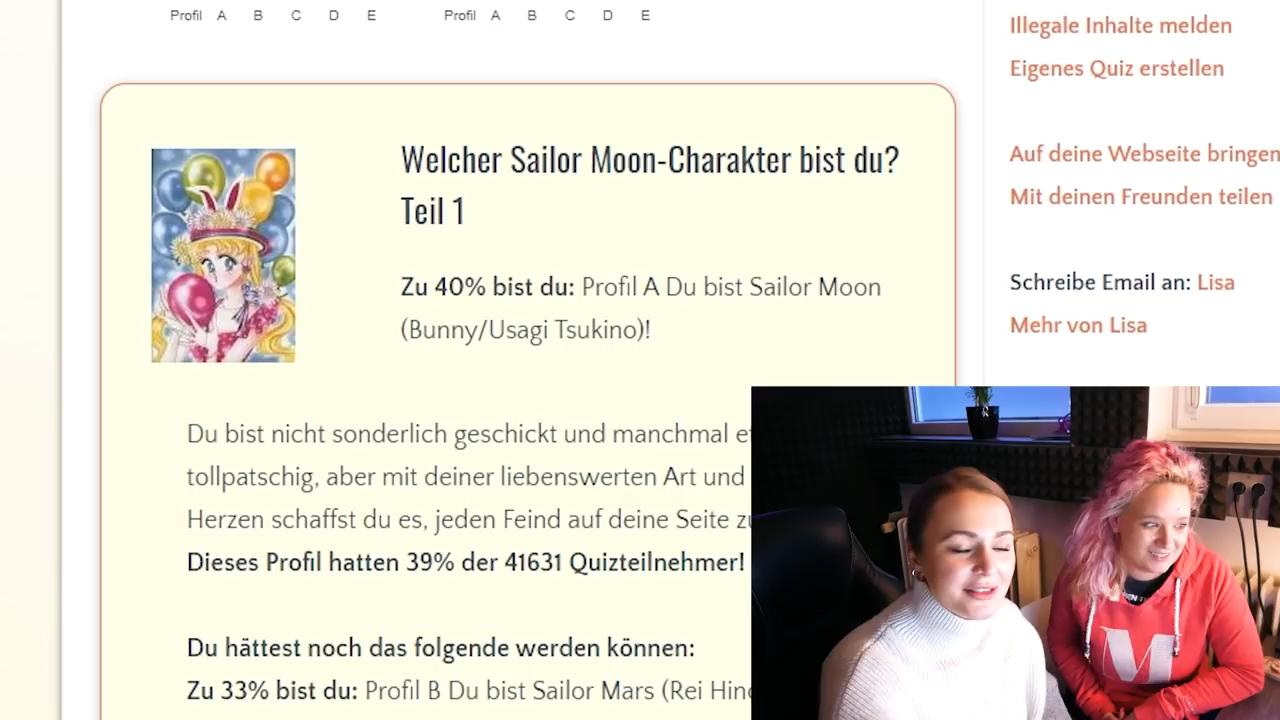 Profil A B C D E Profil A B C D E
Illegale Inhalte melden
Eigenes Quiz erstellen
Auf deine Webseite bringen
Mit deinen Freunden teilen
Schreibe Email an: Lisa
Mehr von Lisa
Welcher Sailor Moon-Charakter bist du?
Teil 1
Zu 40% bist du: Profil A Du bist Sailor Moon
(Bunny/Usagi Tsukino)!
Du bist nicht sonderlich geschickt und manchmal
tollpatschig, aber mit deiner liebenswerten Art und
Herzen schaffst du es, jeden Feind auf deine Seite
Dieses Profil hatten 39% der 41631 Quizteilnehmer!
Du hättest noch das folgende werden können:
Zu 33% bist du: Profil B Du bist Sailor Mars (Rei
M